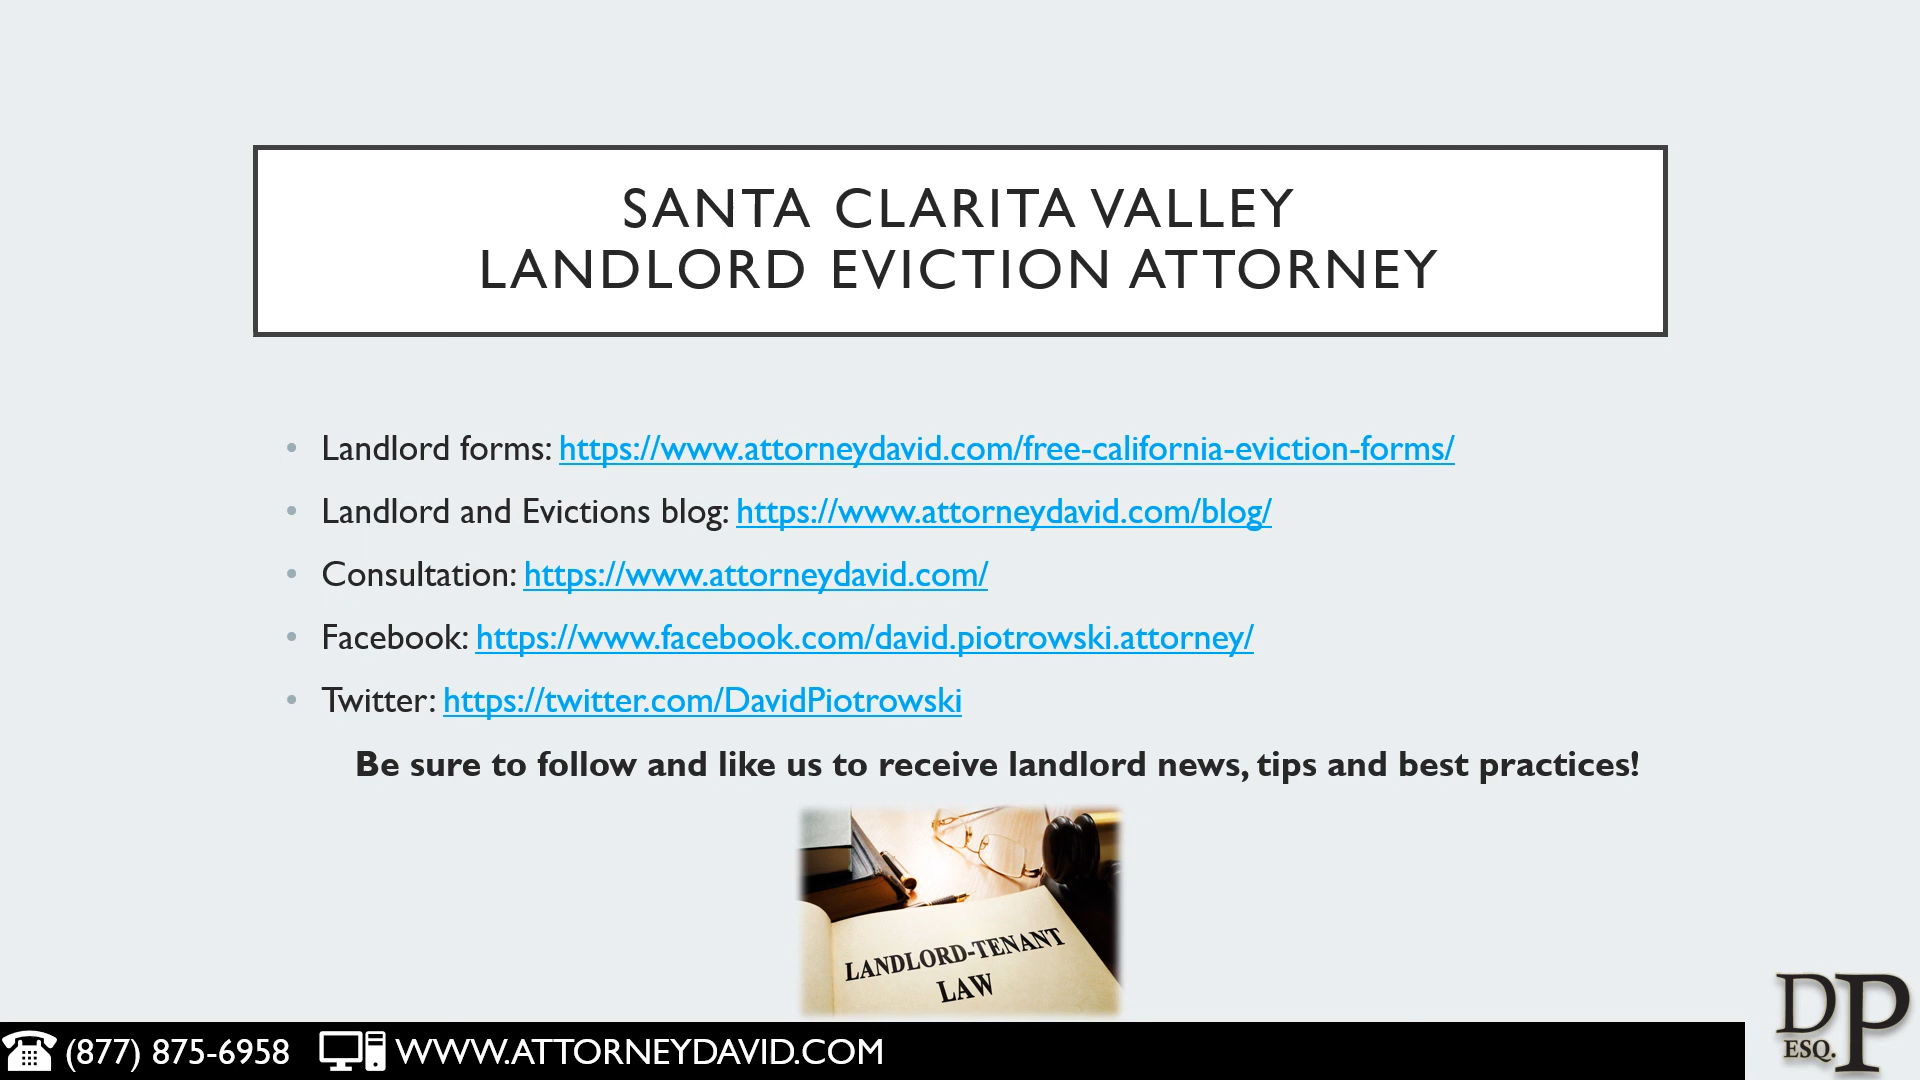 SANTA CLARITA VALLEY
LANDLORD EVICTION ATTORNEY
• Landlord forms: https://www.attorneydavid.com/free-california-eviction-forms/
• Landlord and Evictions blog: https://www.attorneydavid.com/blog/
• Consultation: https://www.attorneydavid.com/
• Facebook: https://www.facebook.com/david.piotrowski.attorney/
• Twitter: https://twitter.com/DavidPiotrowski
Be sure to follow and like us to receive landlord news, tips and best practices!
LANDLORD-TENANT
LAW
(877) 875-6958 WWW.ATTORNEYDAVID.COM
DP
ESQ.